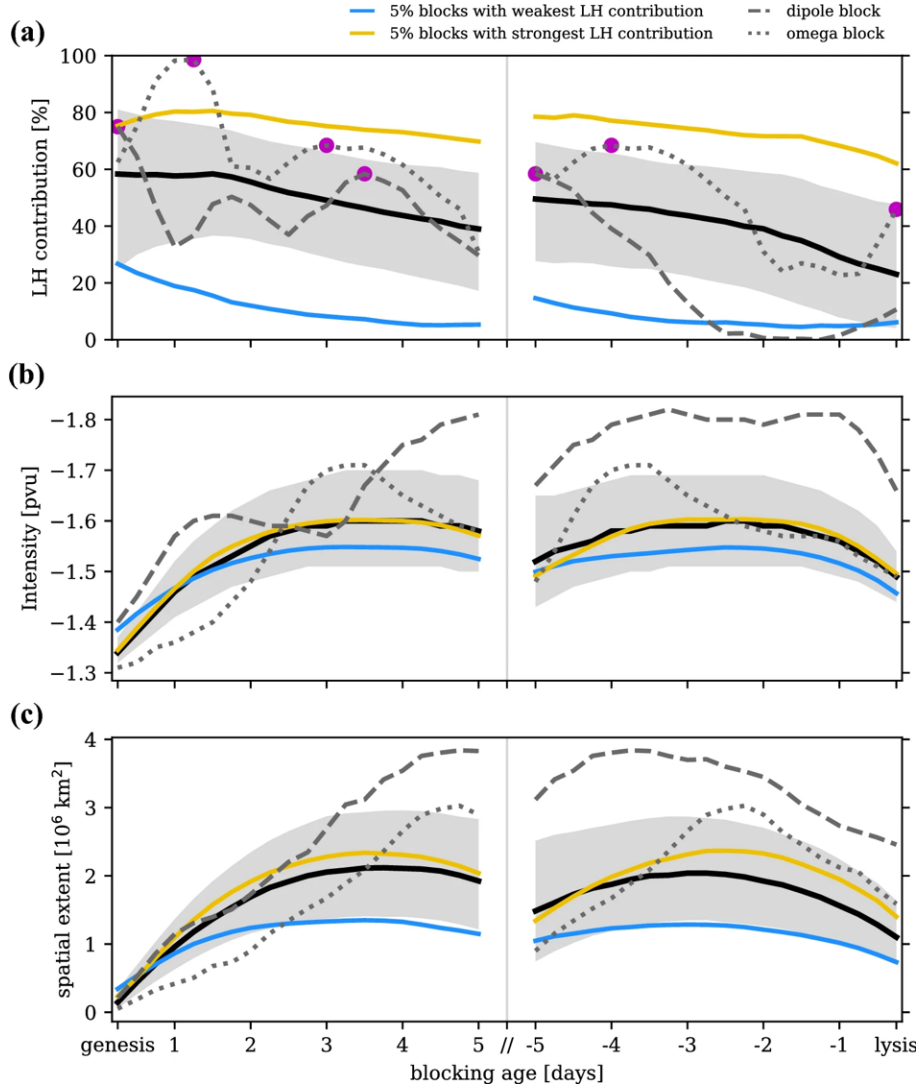 5% blocks with weakest LH contribution
5% blocks with strongest LH contribution
dipole block
omega block
(a)
LH contribution [%]
100
80
60
40
20
0
(b)
Intensity [pvu]
−1.8
−1.7
−1.6
−1.5
−1.4
−1.3
(c)
spatial extent [10⁶ km²]
4
3
2
1
0
genesis 1 2 3 4 5 // -5 -4 -3 -2 -1 lysis
blocking age [days]